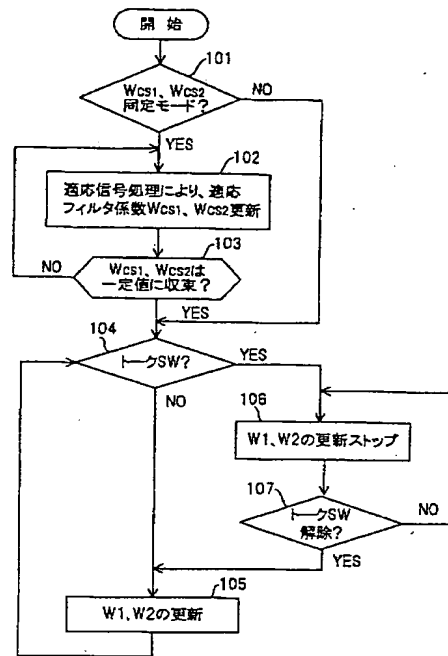 開 始
101
Wcs1、Wcs2
同定モード?
NO
YES
102
適応信号処理により、適応
フィルタ係数Wcs1、Wcs2更新
103
NO
Wcs1、Wcs2は
一定値に収束?
YES
104
トークSW?
YES
NO
106
W1、W2の更新ストップ
107
トークSW
解除?
NO
YES
105
W1、W2の更新